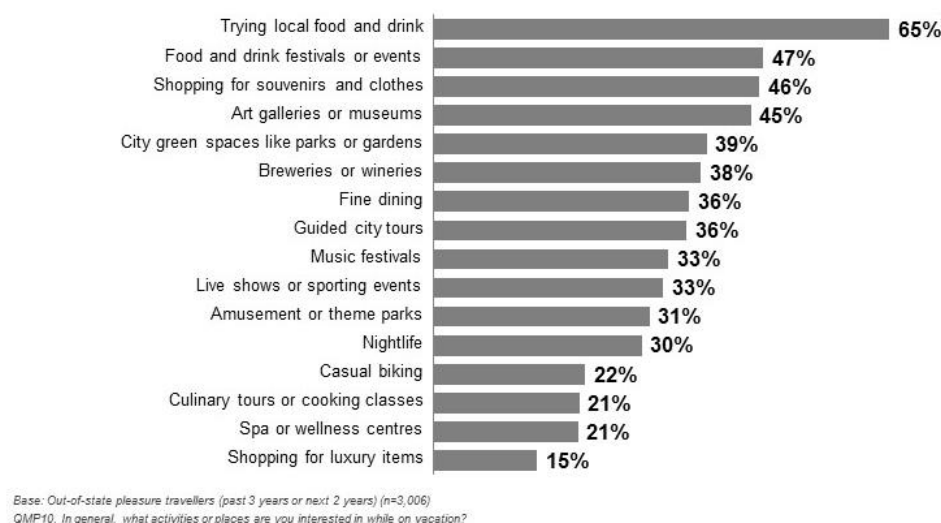 Trying local food and drink 65%
Food and drink festivals or events 47%
Shopping for souvenirs and clothes 46%
Art galleries or museums 45%
City green spaces like parks or gardens 39%
Breweries or wineries 38%
Fine dining 36%
Guided city tours 36%
Music festivals 33%
Live shows or sporting events 33%
Amusement or theme parks 31%
Nightlife 30%
Casual biking 22%
Culinary tours or cooking classes 21%
Spa or wellness centres 21%
Shopping for luxury items 15%
Base: Out-of-state pleasure travellers (past 3 years or next 2 years) (n=3,006)
QMP10. In general, what activities or places are you interested in while on vacation?